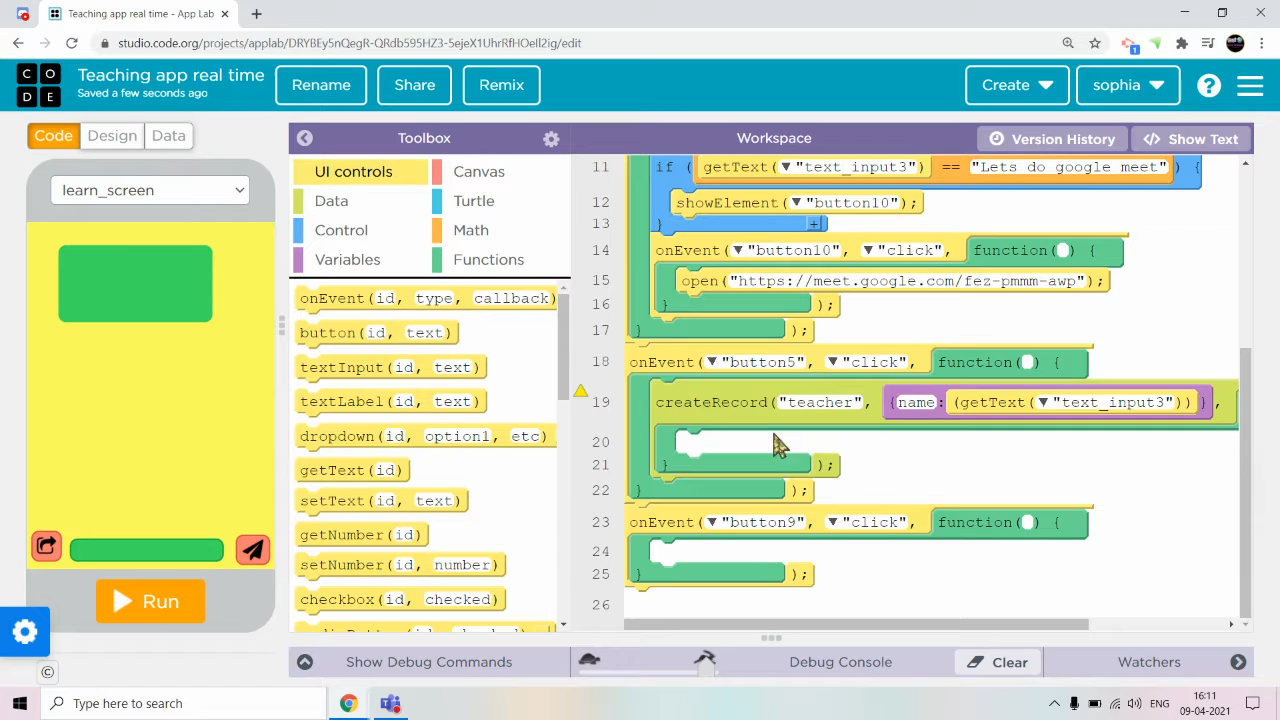 Teaching app real time - App Lab
studio.code.org/projects/applab/DRYBEy5nQegR-QRdb595HZ3-5ejeX1UhrRfHOell2ig/edit
1
CO
DE
Teaching app real time
Saved a few seconds ago
Rename
Share
Remix
Create
sophia
?
Code
Design
Data
Toolbox
Workspace
Version History
Show Text
learn_screen
UI controls
Canvas
Data
Turtle
Control
Math
Variables
Functions
onEvent(id, type, callback)
button(id, text)
textInput(id, text)
textLabel(id, text)
dropdown(id, option1, etc)
getText(id)
setText(id, text)
getNumber(id)
setNumber(id, number)
checkbox(id, checked)
11 if ( getText("text_input3") == "Lets do google meet") {
12 showElement("button10");
13 } +
14 onEvent("button10", "click", function( ) {
15 open("https://meet.google.com/fez-pmmm-awp");
16 } );
17 } );
18 onEvent("button5", "click", function( ) {
19 createRecord("teacher", {name:(getText("text_input3"))},
20
21 } );
22 } );
23 onEvent("button9", "click", function( ) {
24
25 } );
26
Run
Show Debug Commands
Debug Console
Clear
Watchers
©
Type here to search
ENG
16:11
09-04-2021